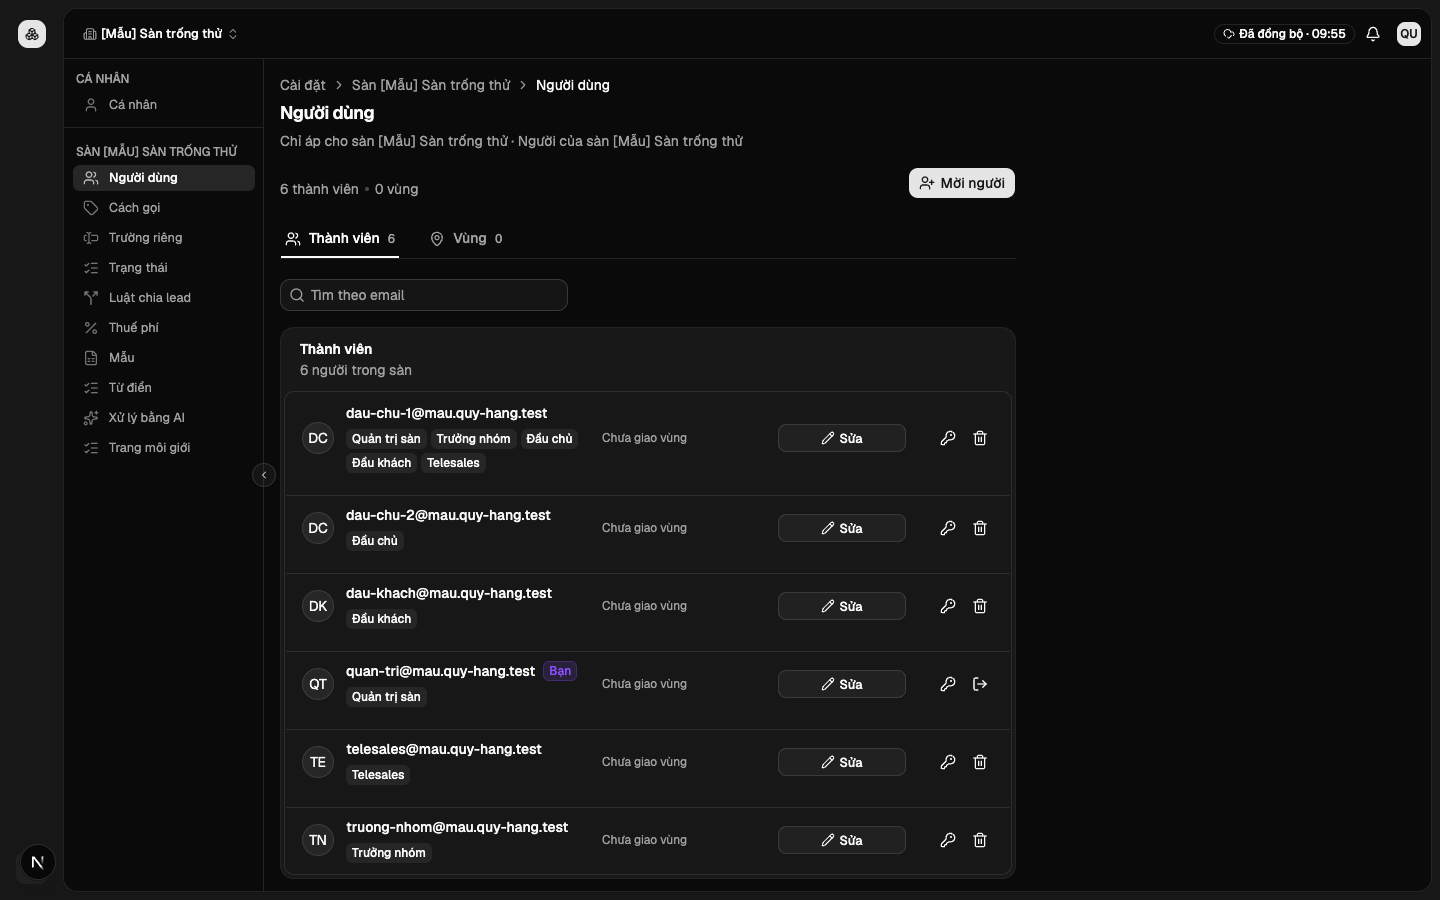 [Mẫu] Sàn trống thử
Đã đồng bộ · 09:55
QU
CÁ NHÂN
Cá nhân
SÀN [MẪU] SÀN TRỐNG THỬ
Người dùng
Cách gọi
Trường riêng
Trạng thái
Luật chia lead
Thuế phí
Mẫu
Từ điển
Xử lý bằng AI
Trang môi giới
N
Cài đặt > Sàn [Mẫu] Sàn trống thử > Người dùng
Người dùng
Chỉ áp cho sàn [Mẫu] Sàn trống thử · Người của sàn [Mẫu] Sàn trống thử
6 thành viên • 0 vùng
Mời người
Thành viên 6
Vùng 0
Tìm theo email
Thành viên
6 người trong sàn
DC
dau-chu-1@mau.quy-hang.test
Quản trị sàn Trưởng nhóm Đầu chủ
Đầu khách Telesales
Chưa giao vùng
Sửa
DC
dau-chu-2@mau.quy-hang.test
Đầu chủ
Chưa giao vùng
Sửa
DK
dau-khach@mau.quy-hang.test
Đầu khách
Chưa giao vùng
Sửa
QT
quan-tri@mau.quy-hang.test Bạn
Quản trị sàn
Chưa giao vùng
Sửa
TE
telesales@mau.quy-hang.test
Telesales
Chưa giao vùng
Sửa
TN
truong-nhom@mau.quy-hang.test
Trưởng nhóm
Chưa giao vùng
Sửa